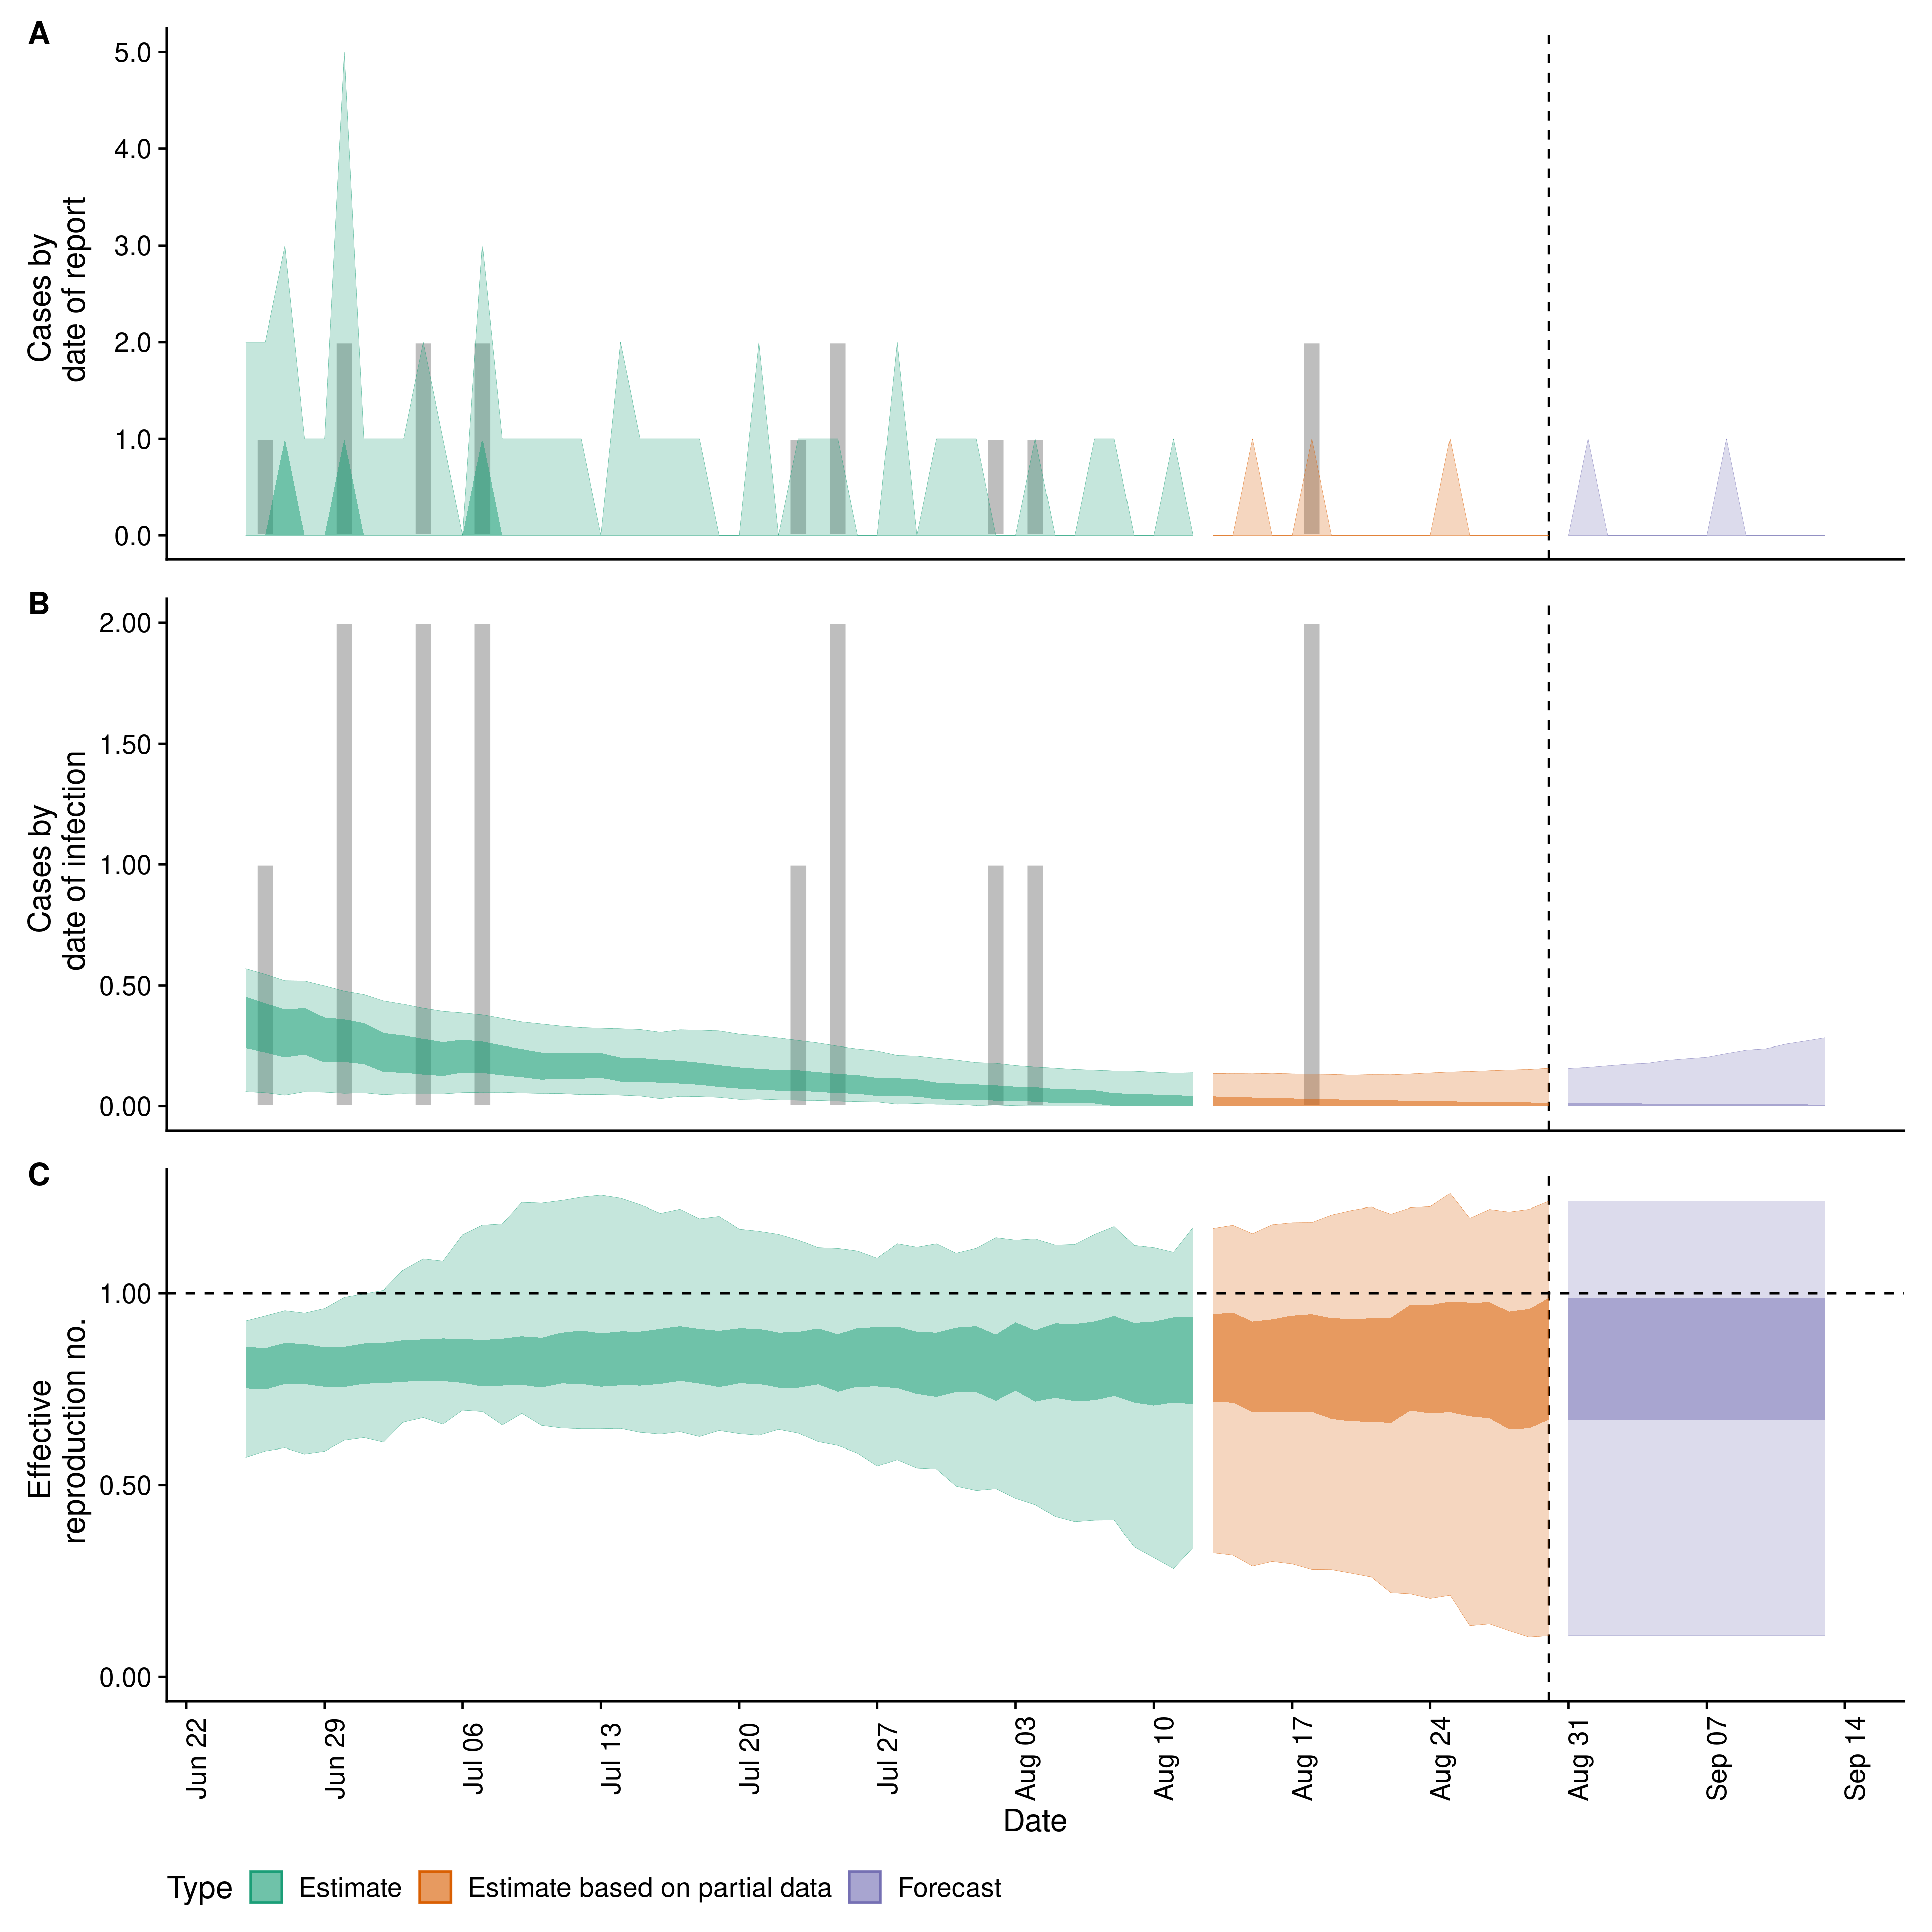 A
5.0
4.0
3.0
2.0
1.0
0.0
Cases by
date of report
B
2.00
1.50
1.00
0.50
0.00
Cases by
date of infection
C
1.00
0.50
0.00
Effective
reproduction no.
Jun 22
Jun 29
Jul 06
Jul 13
Jul 20
Jul 27
Aug 03
Aug 10
Aug 17
Aug 24
Aug 31
Sep 07
Sep 14
Date
Type Estimate Estimate based on partial data Forecast